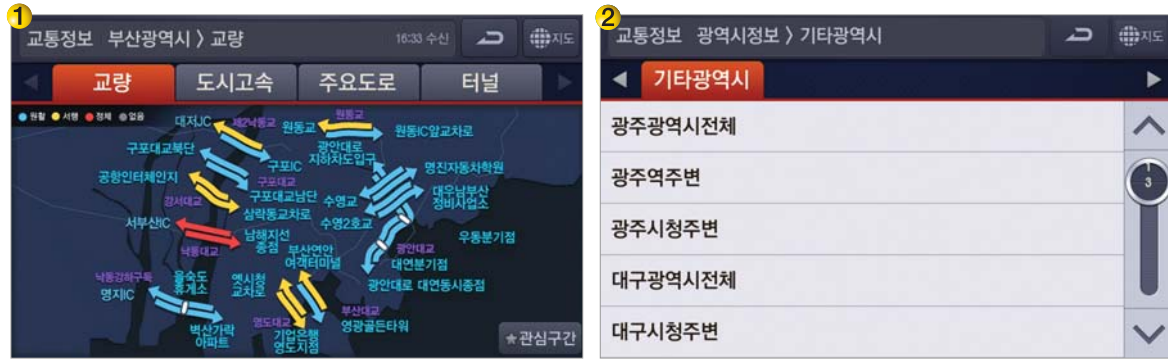 1
교통정보 부산광역시 > 교량
16:33 수신
지도
교량 도시고속 주요도로 터널
원활 서행 정체 없음
대저JC
제2낙동교
원동교
원동교
원동IC앞교차로
구포대교북단
구포IC
광안대로
지하차도입구
명진자동차학원
공항인터체인지
구포대교
구포대교남단
수영교
대우남부산
정비사업소
강서대교
삼락동교차로
수영2호교
서부산IC
남해지선
종점
우동분기점
낙동대교
부산연안
여객터미널
광안대교
대연분기점
낙동강하구둑
을숙도
휴게소
옛시청
교차로
광안대로 대연동시종점
명지IC
부산대교
벽산가락
아파트
영도대교
기업은행
영도지점
영광골든타워
관심구간
2
교통정보 광역시정보 > 기타광역시
지도
기타광역시
광주광역시전체
광주역주변
광주시청주변
대구광역시전체
대구시청주변
1
3